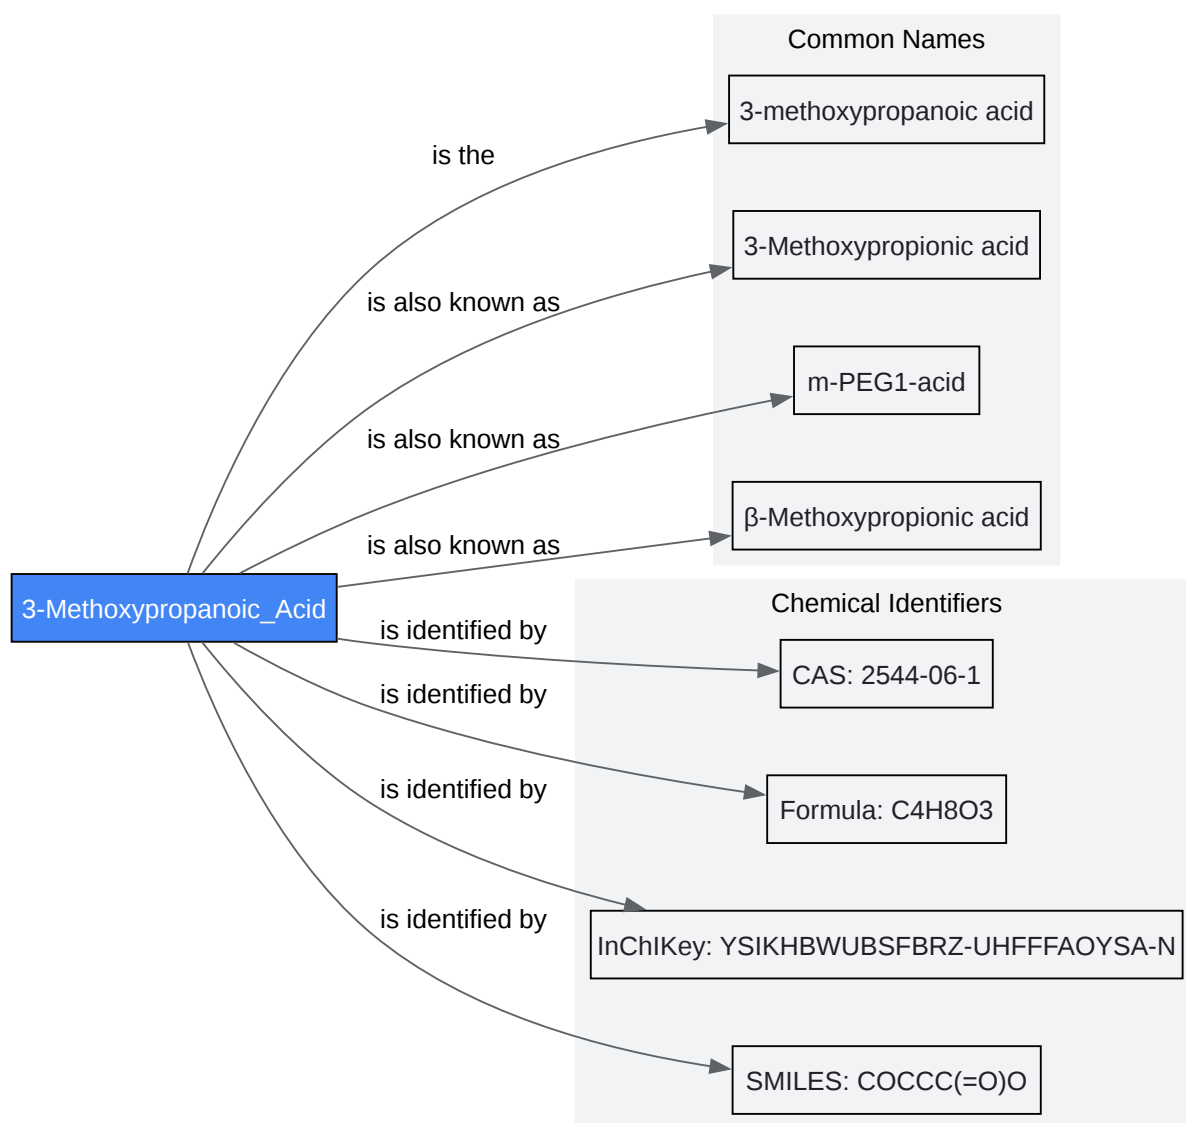 Common Names
3-methoxypropanoic acid
is the
3-Methoxypropionic acid
is also known as
m-PEG1-acid
is also known as
β-Methoxypropionic acid
is also known as
3-Methoxypropanoic_Acid
Chemical Identifiers
is identified by
CAS: 2544-06-1
is identified by
Formula: C4H8O3
is identified by
InChIKey: YSIKHBWUBSFBRZ-UHFFFAOYSA-N
is identified by
SMILES: COCCC(=O)O